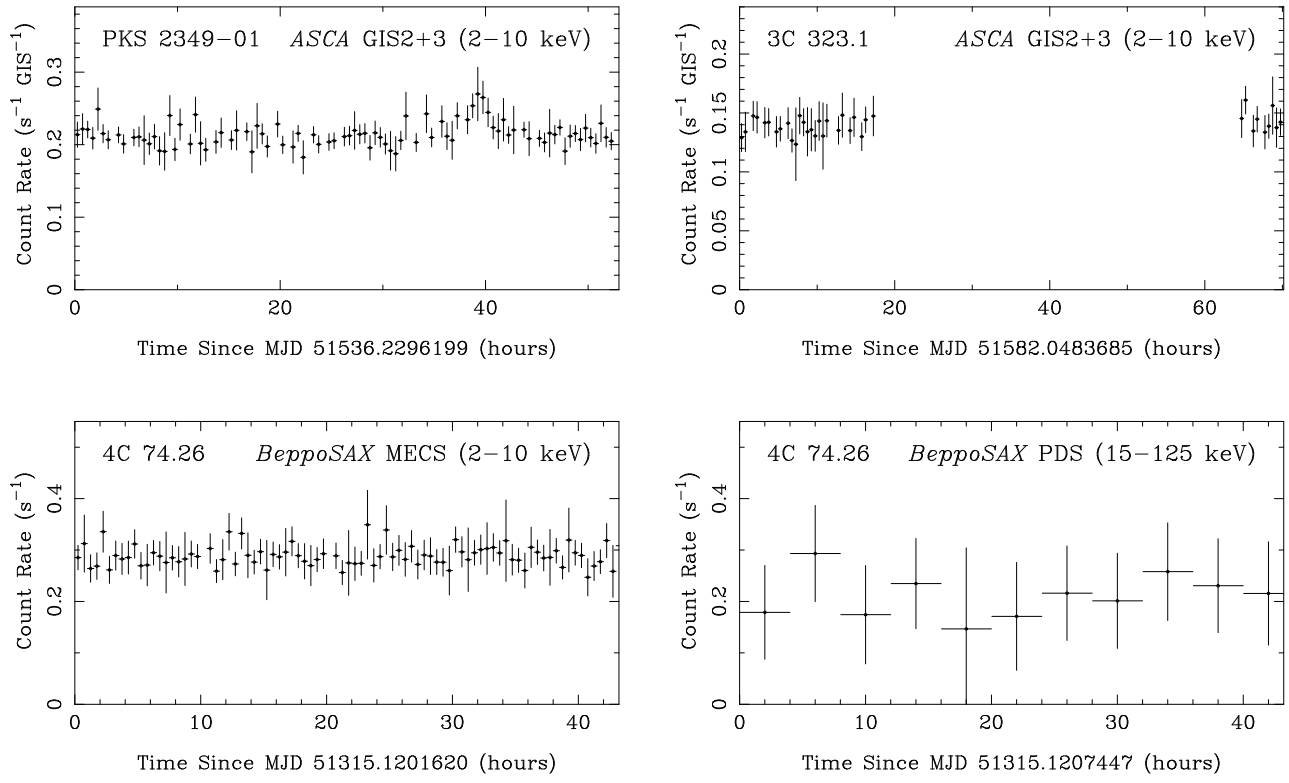 PKS 2349−01 ASCA GIS2+3 (2−10 keV)
Count Rate (s⁻¹ GIS⁻¹)
0 0.1 0.2 0.3
0 20 40
Time Since MJD 51536.2296199 (hours)
3C 323.1 ASCA GIS2+3 (2−10 keV)
Count Rate (s⁻¹ GIS⁻¹)
0 0.05 0.1 0.15 0.2
0 20 40 60
Time Since MJD 51582.0483685 (hours)
4C 74.26 BeppoSAX MECS (2−10 keV)
Count Rate (s⁻¹)
0 0.2 0.4
0 10 20 30 40
Time Since MJD 51315.1201620 (hours)
4C 74.26 BeppoSAX PDS (15−125 keV)
Count Rate (s⁻¹)
0 0.2 0.4
0 10 20 30 40
Time Since MJD 51315.1207447 (hours)